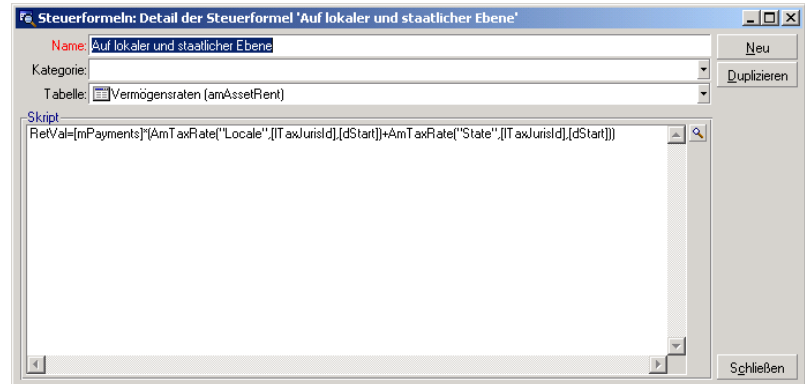 Steuerformeln: Detail der Steuerformel 'Auf lokaler und staatlicher Ebene'
Name: Auf lokaler und staatlicher Ebene
Neu
Kategorie:
Duplizieren
Tabelle: Vermögensraten (amAssetRent)
Skript
RetVal=[mPayments]*(AmTaxRate("Locale",[lTaxJurisId],[dStart])+AmTaxRate("State",[lTaxJurisId],[dStart]))
Schließen